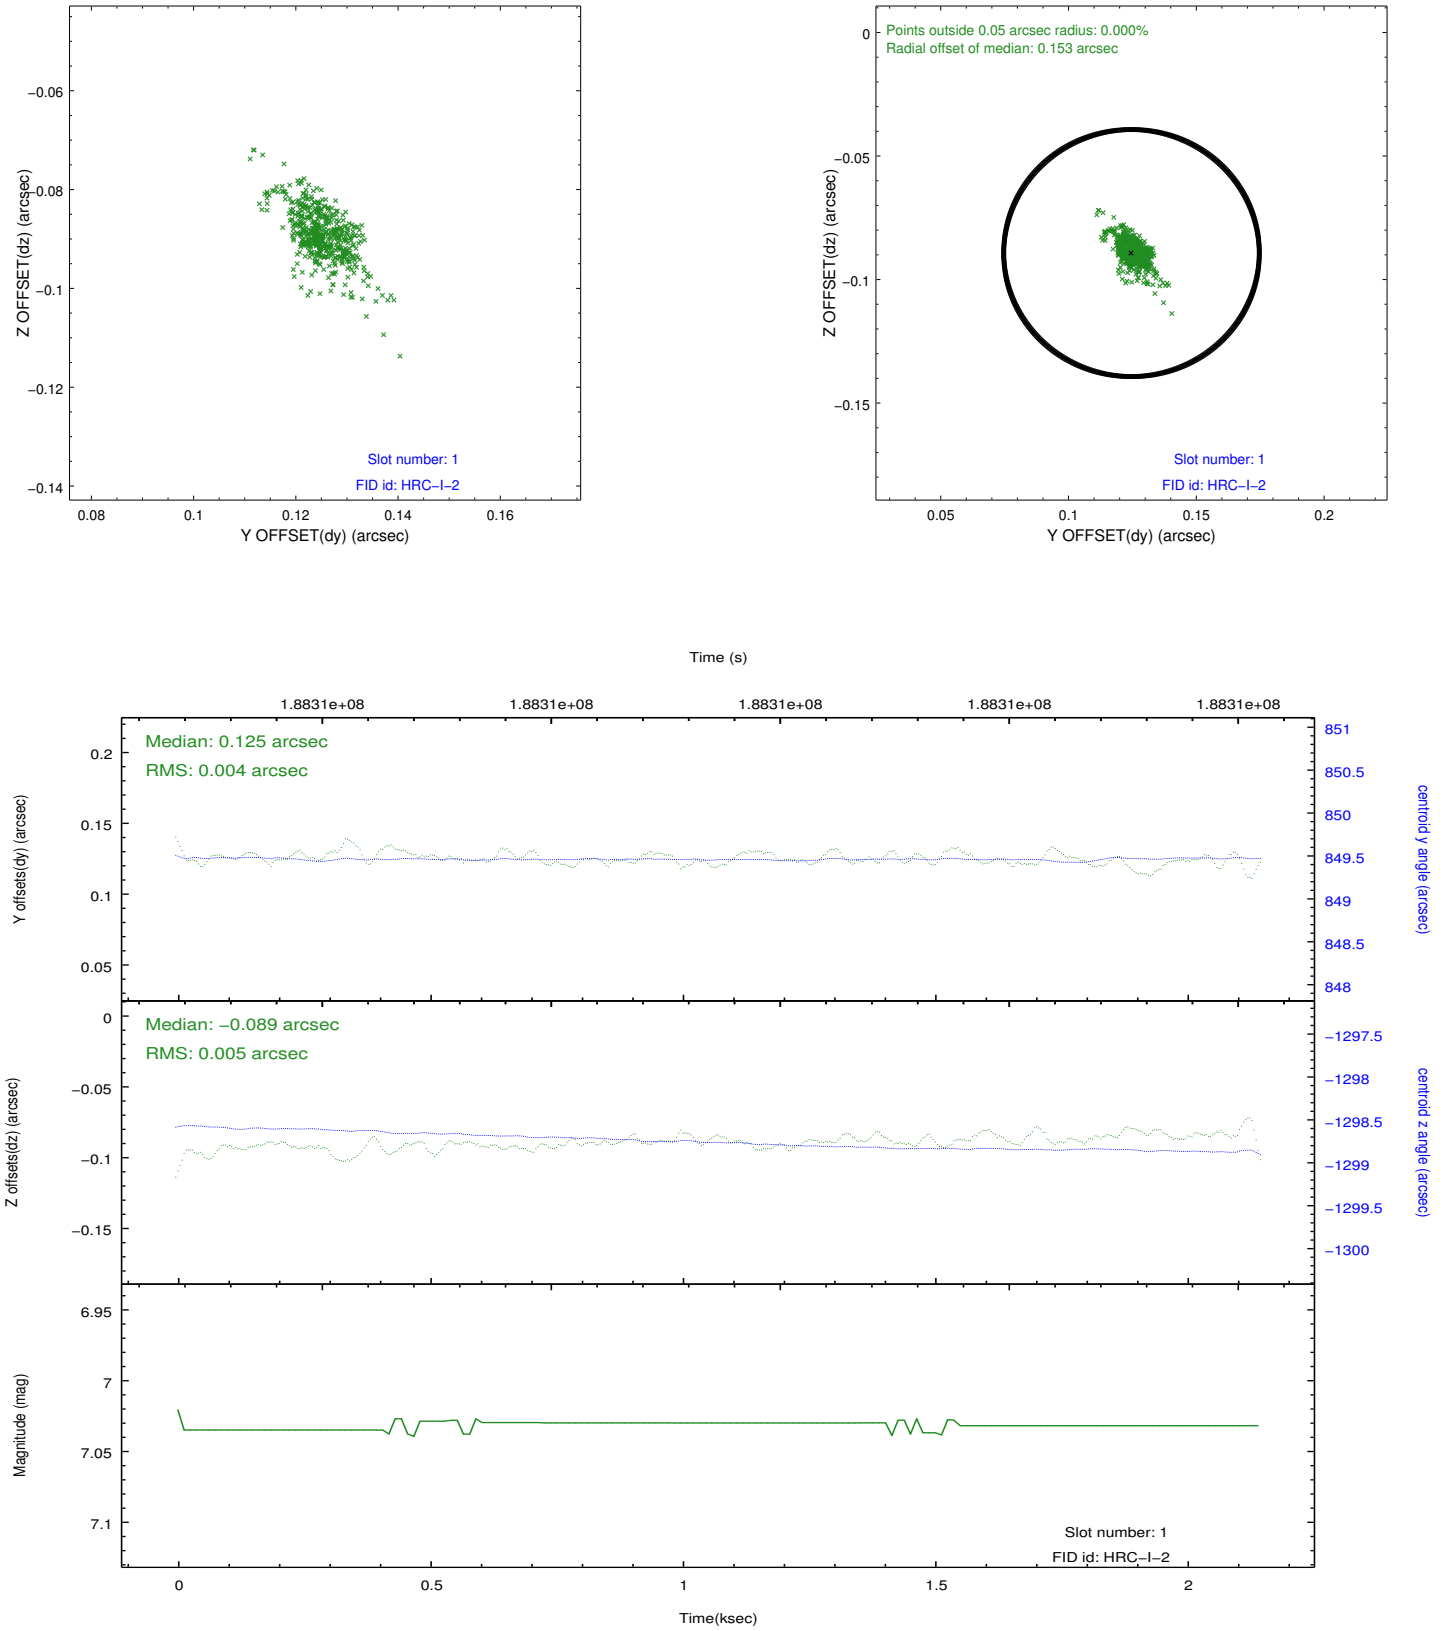 −0.06
−0.08
−0.1
−0.12
−0.14
Z OFFSET(dz) (arcsec)
Slot number: 1
FID id: HRC−I−2
0.08
0.1
0.12
0.14
0.16
Y OFFSET(dy) (arcsec)
Points outside 0.05 arcsec radius: 0.000%
Radial offset of median: 0.153 arcsec
0
−0.05
−0.1
−0.15
Z OFFSET(dz) (arcsec)
Slot number: 1
FID id: HRC−I−2
0.05
0.1
0.15
0.2
Y OFFSET(dy) (arcsec)
Time (s)
1.8831e+08
1.8831e+08
1.8831e+08
1.8831e+08
1.8831e+08
Median: 0.125 arcsec
RMS: 0.004 arcsec
0.2
0.15
0.1
0.05
Y offsets(dy) (arcsec)
851
850.5
850
849.5
849
848.5
848
centroid y angle (arcsec)
Median: −0.089 arcsec
RMS: 0.005 arcsec
0
−0.05
−0.1
−0.15
Z offsets(dz) (arcsec)
−1297.5
−1298
−1298.5
−1299
−1299.5
−1300
centroid z angle (arcsec)
6.95
7
7.05
7.1
Magnitude (mag)
Slot number: 1
FID id: HRC−I−2
0
0.5
1
1.5
2
Time(ksec)